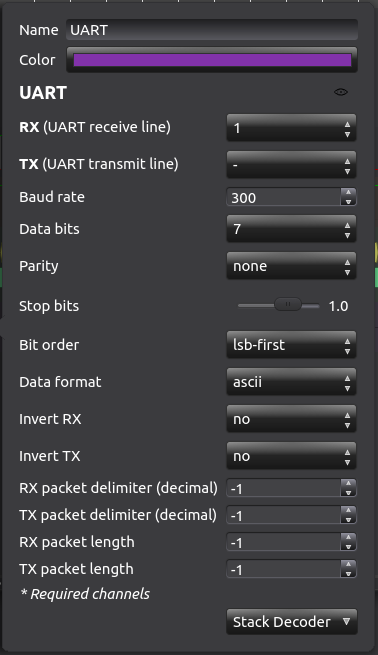 Name UART
Color
UART
RX (UART receive line) 1
TX (UART transmit line) -
Baud rate 300
Data bits 7
Parity none
Stop bits 1.0
Bit order lsb-first
Data format ascii
Invert RX no
Invert TX no
RX packet delimiter (decimal) -1
TX packet delimiter (decimal) -1
RX packet length -1
TX packet length -1
* Required channels
Stack Decoder